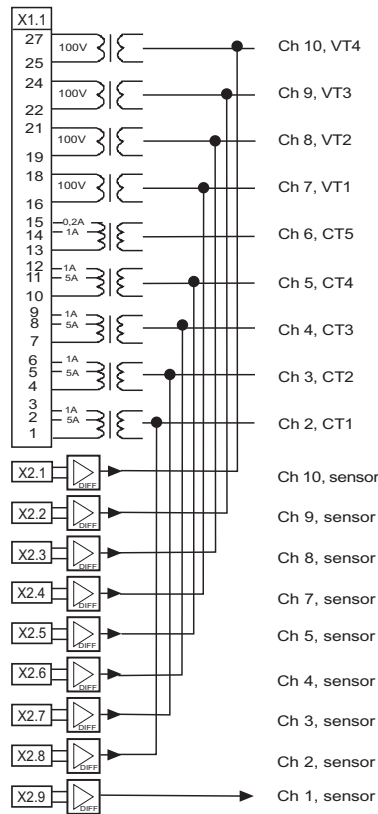 X1.1
27
100V
25
Ch 10, VT4
24
100V
22
Ch 9, VT3
21
100V
19
Ch 8, VT2
18
100V
16
Ch 7, VT1
15
0,2A
14
1A
13
Ch 6, CT5
12
1A
11
5A
10
Ch 5, CT4
9
1A
8
5A
7
Ch 4, CT3
6
1A
5
5A
4
Ch 3, CT2
3
1A
2
5A
1
Ch 2, CT1
X2.1
DIFF
Ch 10, sensor
X2.2
DIFF
Ch 9, sensor
X2.3
DIFF
Ch 8, sensor
X2.4
DIFF
Ch 7, sensor
X2.5
DIFF
Ch 5, sensor
X2.6
DIFF
Ch 4, sensor
X2.7
DIFF
Ch 3, sensor
X2.8
DIFF
Ch 2, sensor
X2.9
DIFF
Ch 1, sensor